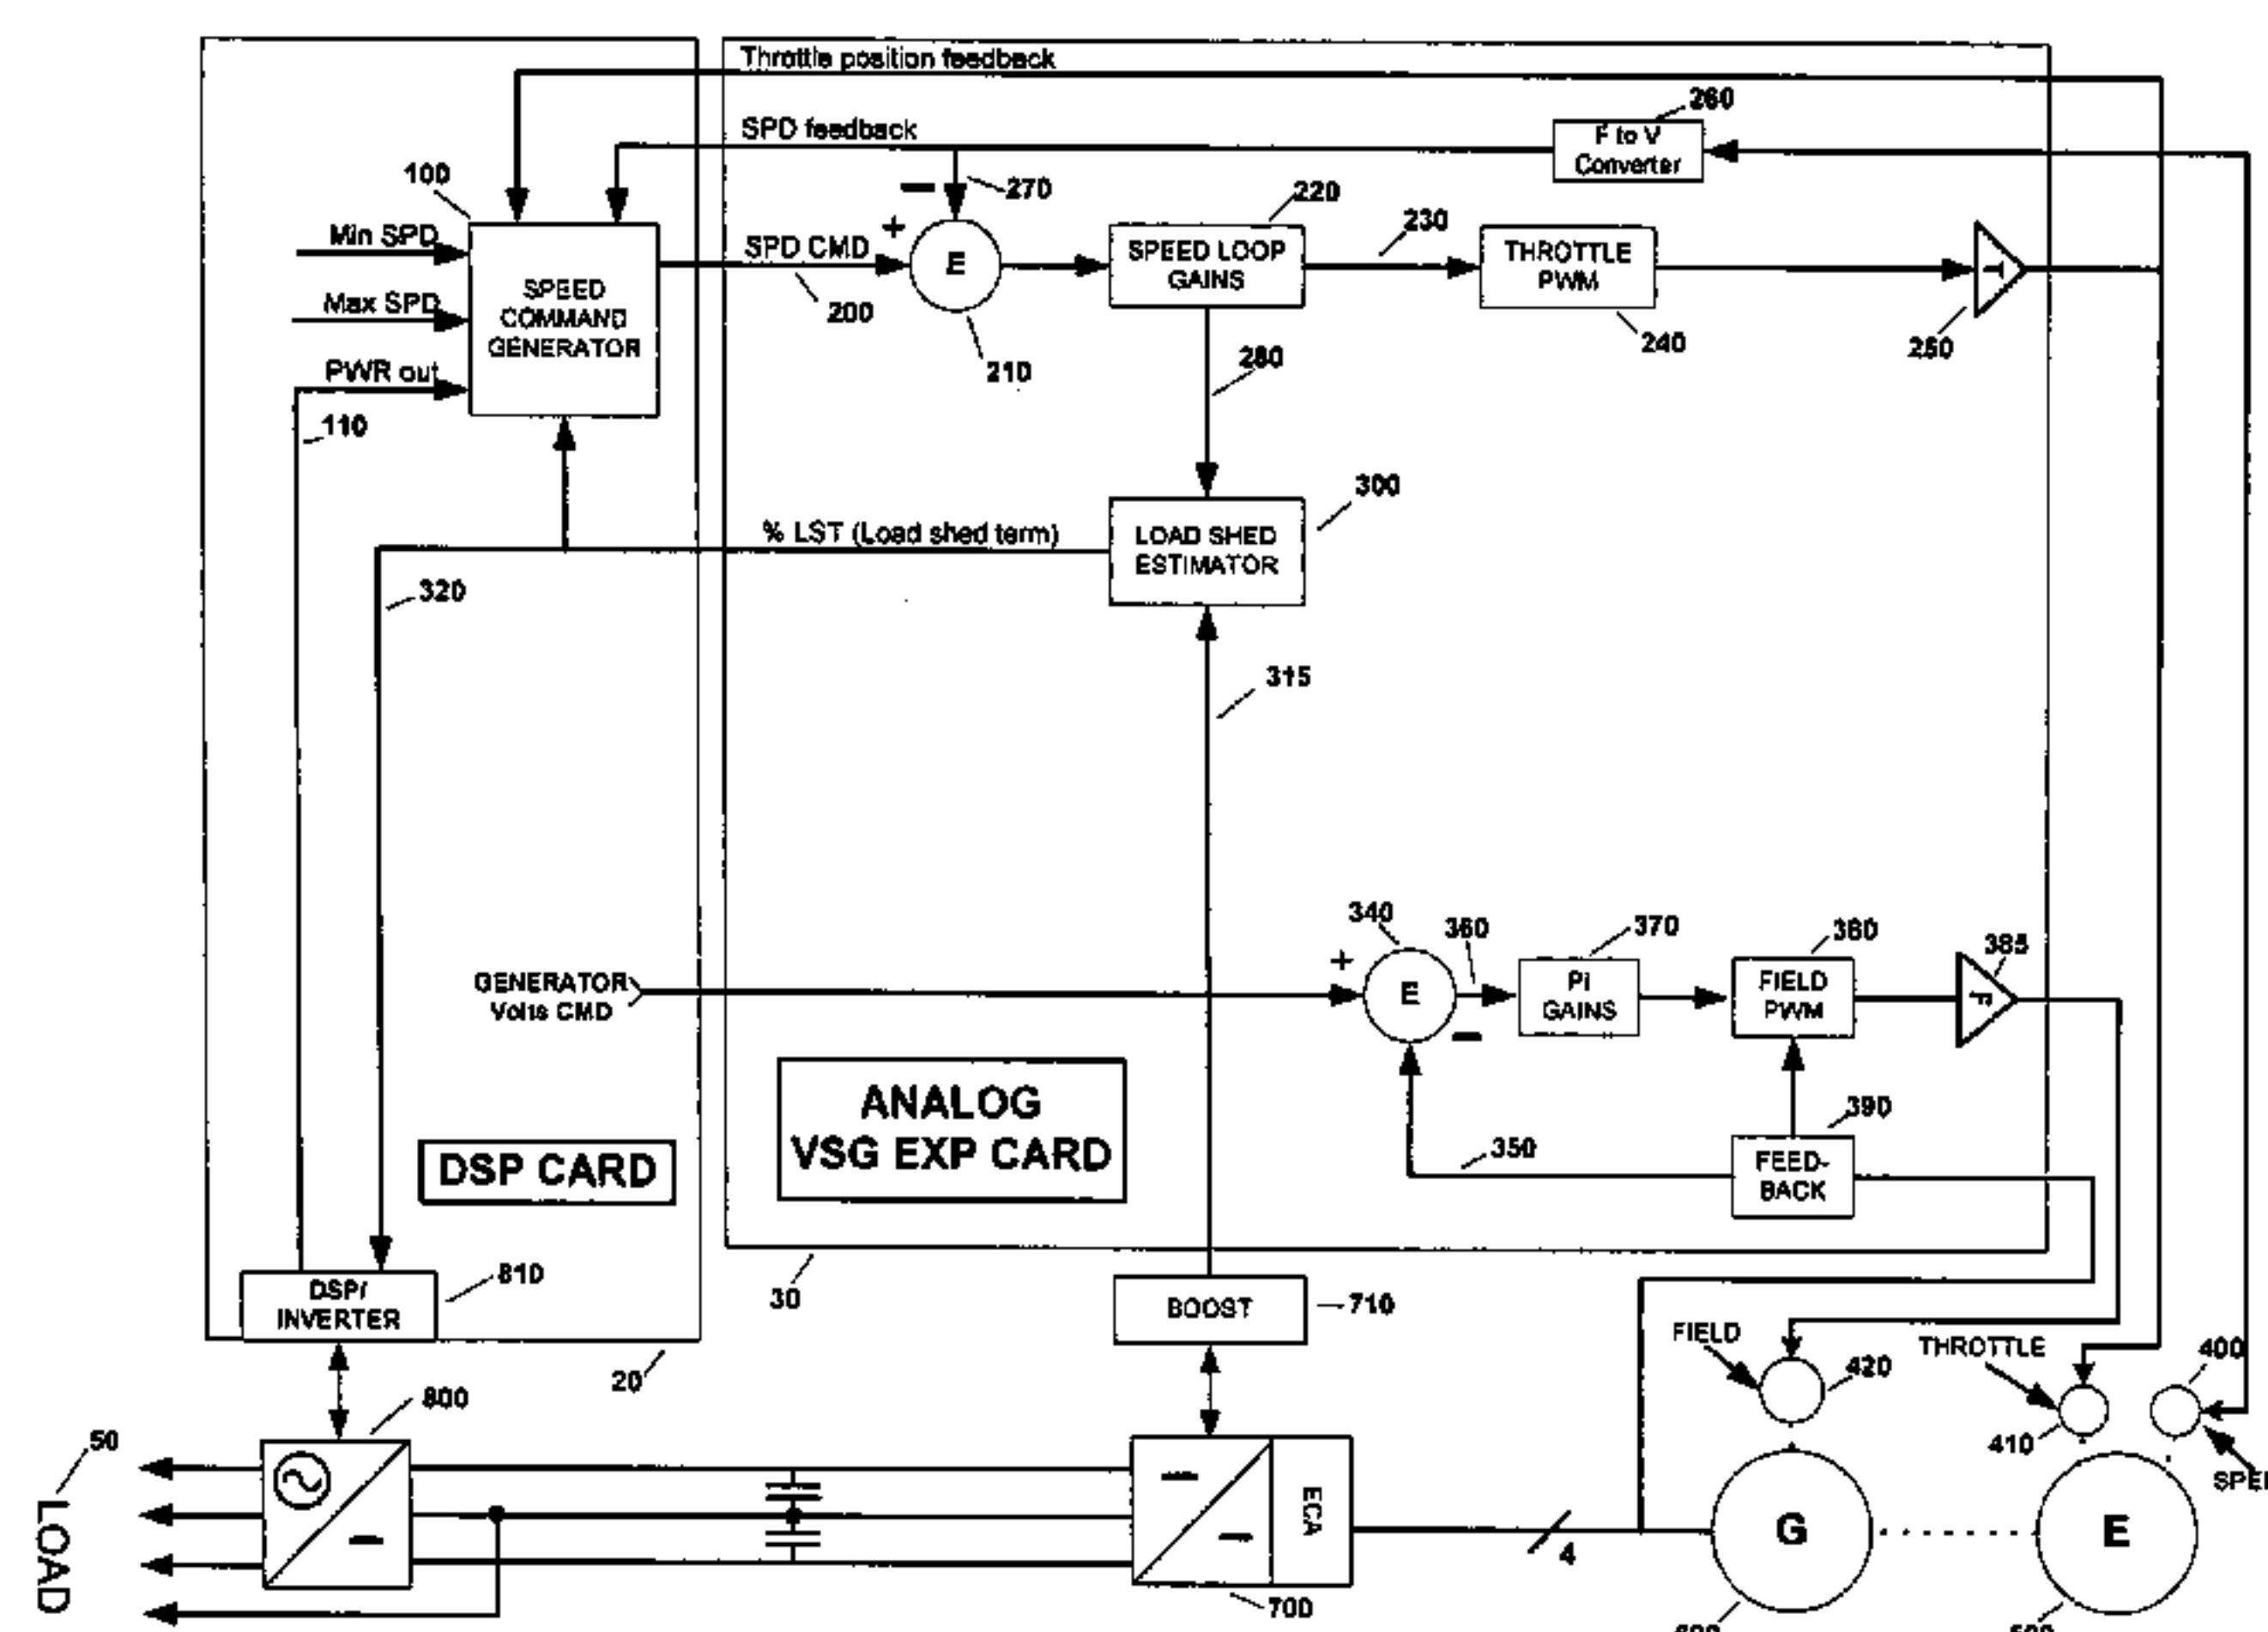 Throttle position feedback
260
SPD feedback
F to V
Converter
100
270
220
230
Min SPD
SPD CMD
+
E
SPEED LOOP
GAINS
THROTTLE
PWM
T
Max SPD
SPEED
COMMAND
GENERATOR
200
210
240
250
PWR out
110
280
300
% LST (Load shed term)
LOAD SHED
ESTIMATOR
320
315
340
360
370
380
385
GENERATOR
Volts CMD
+
E
PI
GAINS
FIELD
PWM
F
ANALOG
VSG EXP CARD
390
DSP CARD
350
FEED-
BACK
810
DSP/
INVERTER
30
BOOST
710
FIELD
THROTTLE
400
20
420
800
50
410
LOAD
ECA
4
G
E
700